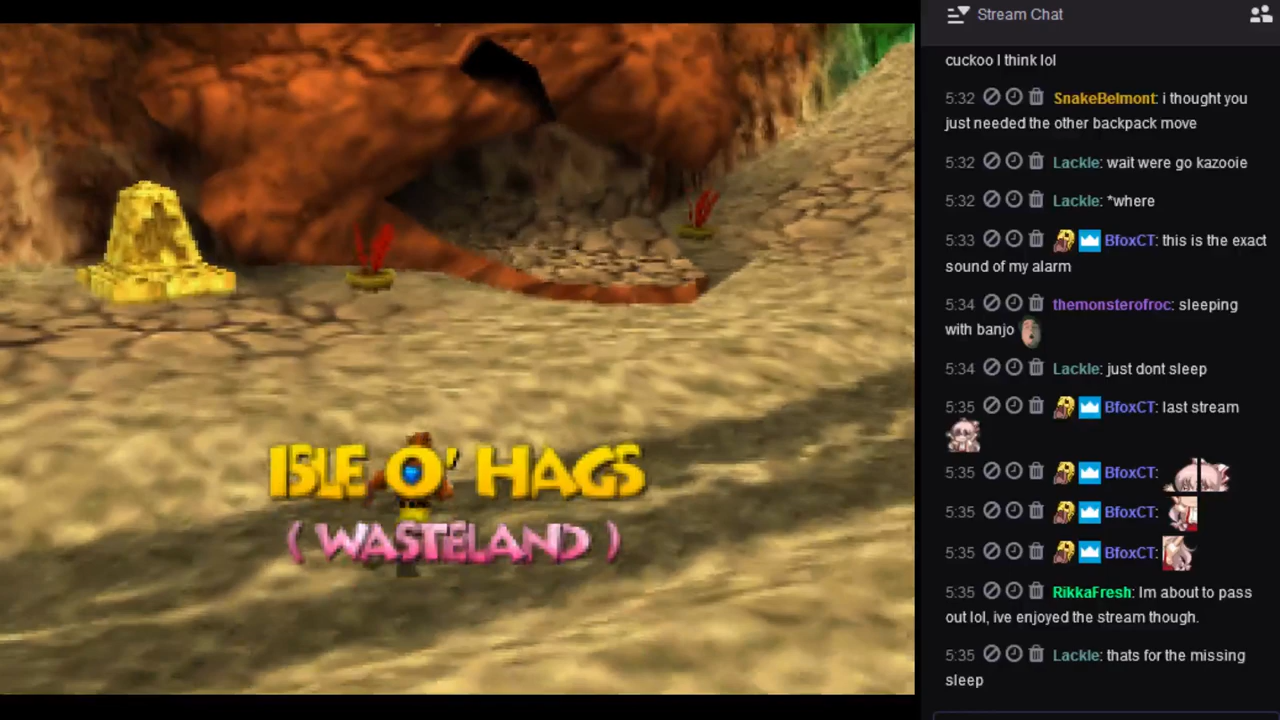 Stream Chat
cuckoo I think lol
5:32 SnakeBelmont: i thought you
just needed the other backpack move
5:32 Lackle: wait were go kazooie
5:32 Lackle: *where
5:33 BfoxCT: this is the exact
sound of my alarm
5:34 themonsterofroc: sleeping
with banjo
5:34 Lackle: just dont sleep
5:35 BfoxCT: last stream
5:35 BfoxCT:
5:35 BfoxCT:
5:35 BfoxCT:
5:35 RikkaFresh: Im about to pass
out lol, ive enjoyed the stream though.
5:35 Lackle: thats for the missing
sleep
ISLE O' HAGS
( WASTELAND )